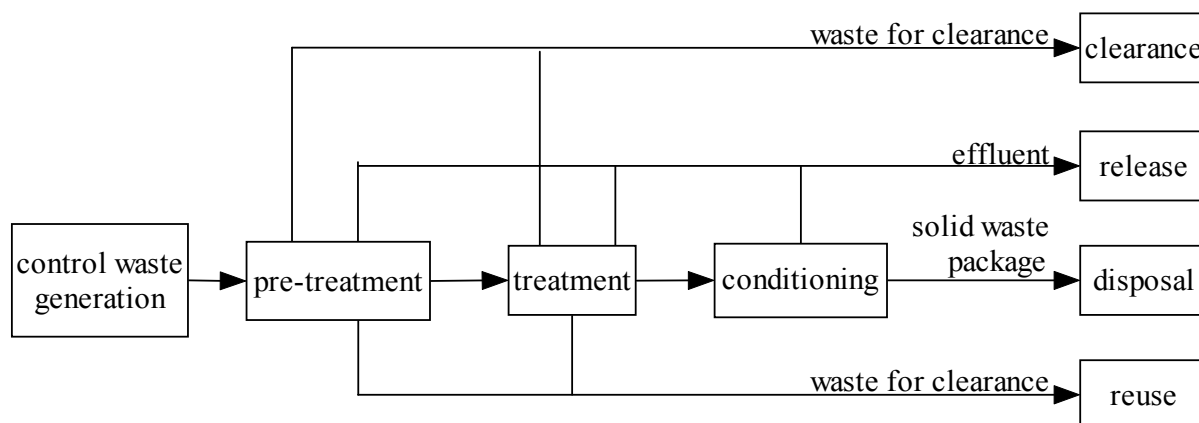 waste for clearance
clearance
effluent
release
control waste
generation
pre-treatment
treatment
conditioning
solid waste
package
disposal
waste for clearance
reuse